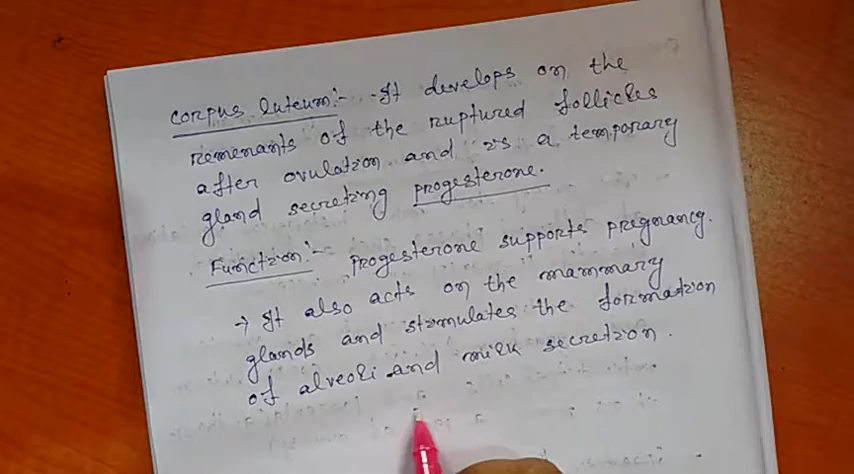 Corpus luteum:- It develops on the
remenants of the ruptured follicles
after ovulation and is a temporary
gland secreting progesterone.
Function:- Progesterone supports pregnancy.
→ It also acts on the mammary
glands and stimulates the formation
of alveoli and milk secretion.